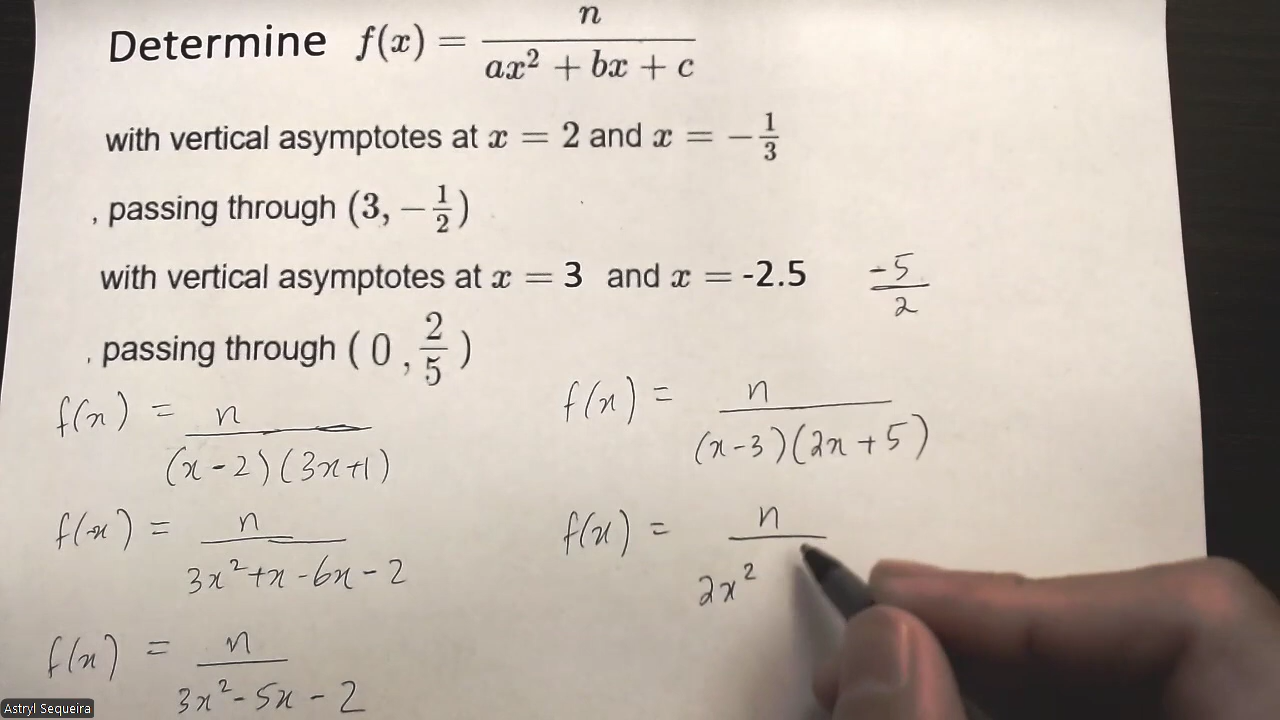 Determine f(x) = n / (ax² + bx + c)
with vertical asymptotes at x = 2 and x = -1/3
, passing through (3, -1/2)
with vertical asymptotes at x = 3 and x = -2.5
-5/2
, passing through ( 0 , 2/5 )
f(x) = n / (x-2)(3x+1)
f(x) = n / 3x²+x-6x-2
f(x) = n / 3x²-5x-2
f(x) = n / (x-3)(2x+5)
f(x) = n / 2x²
Astryl Sequeira